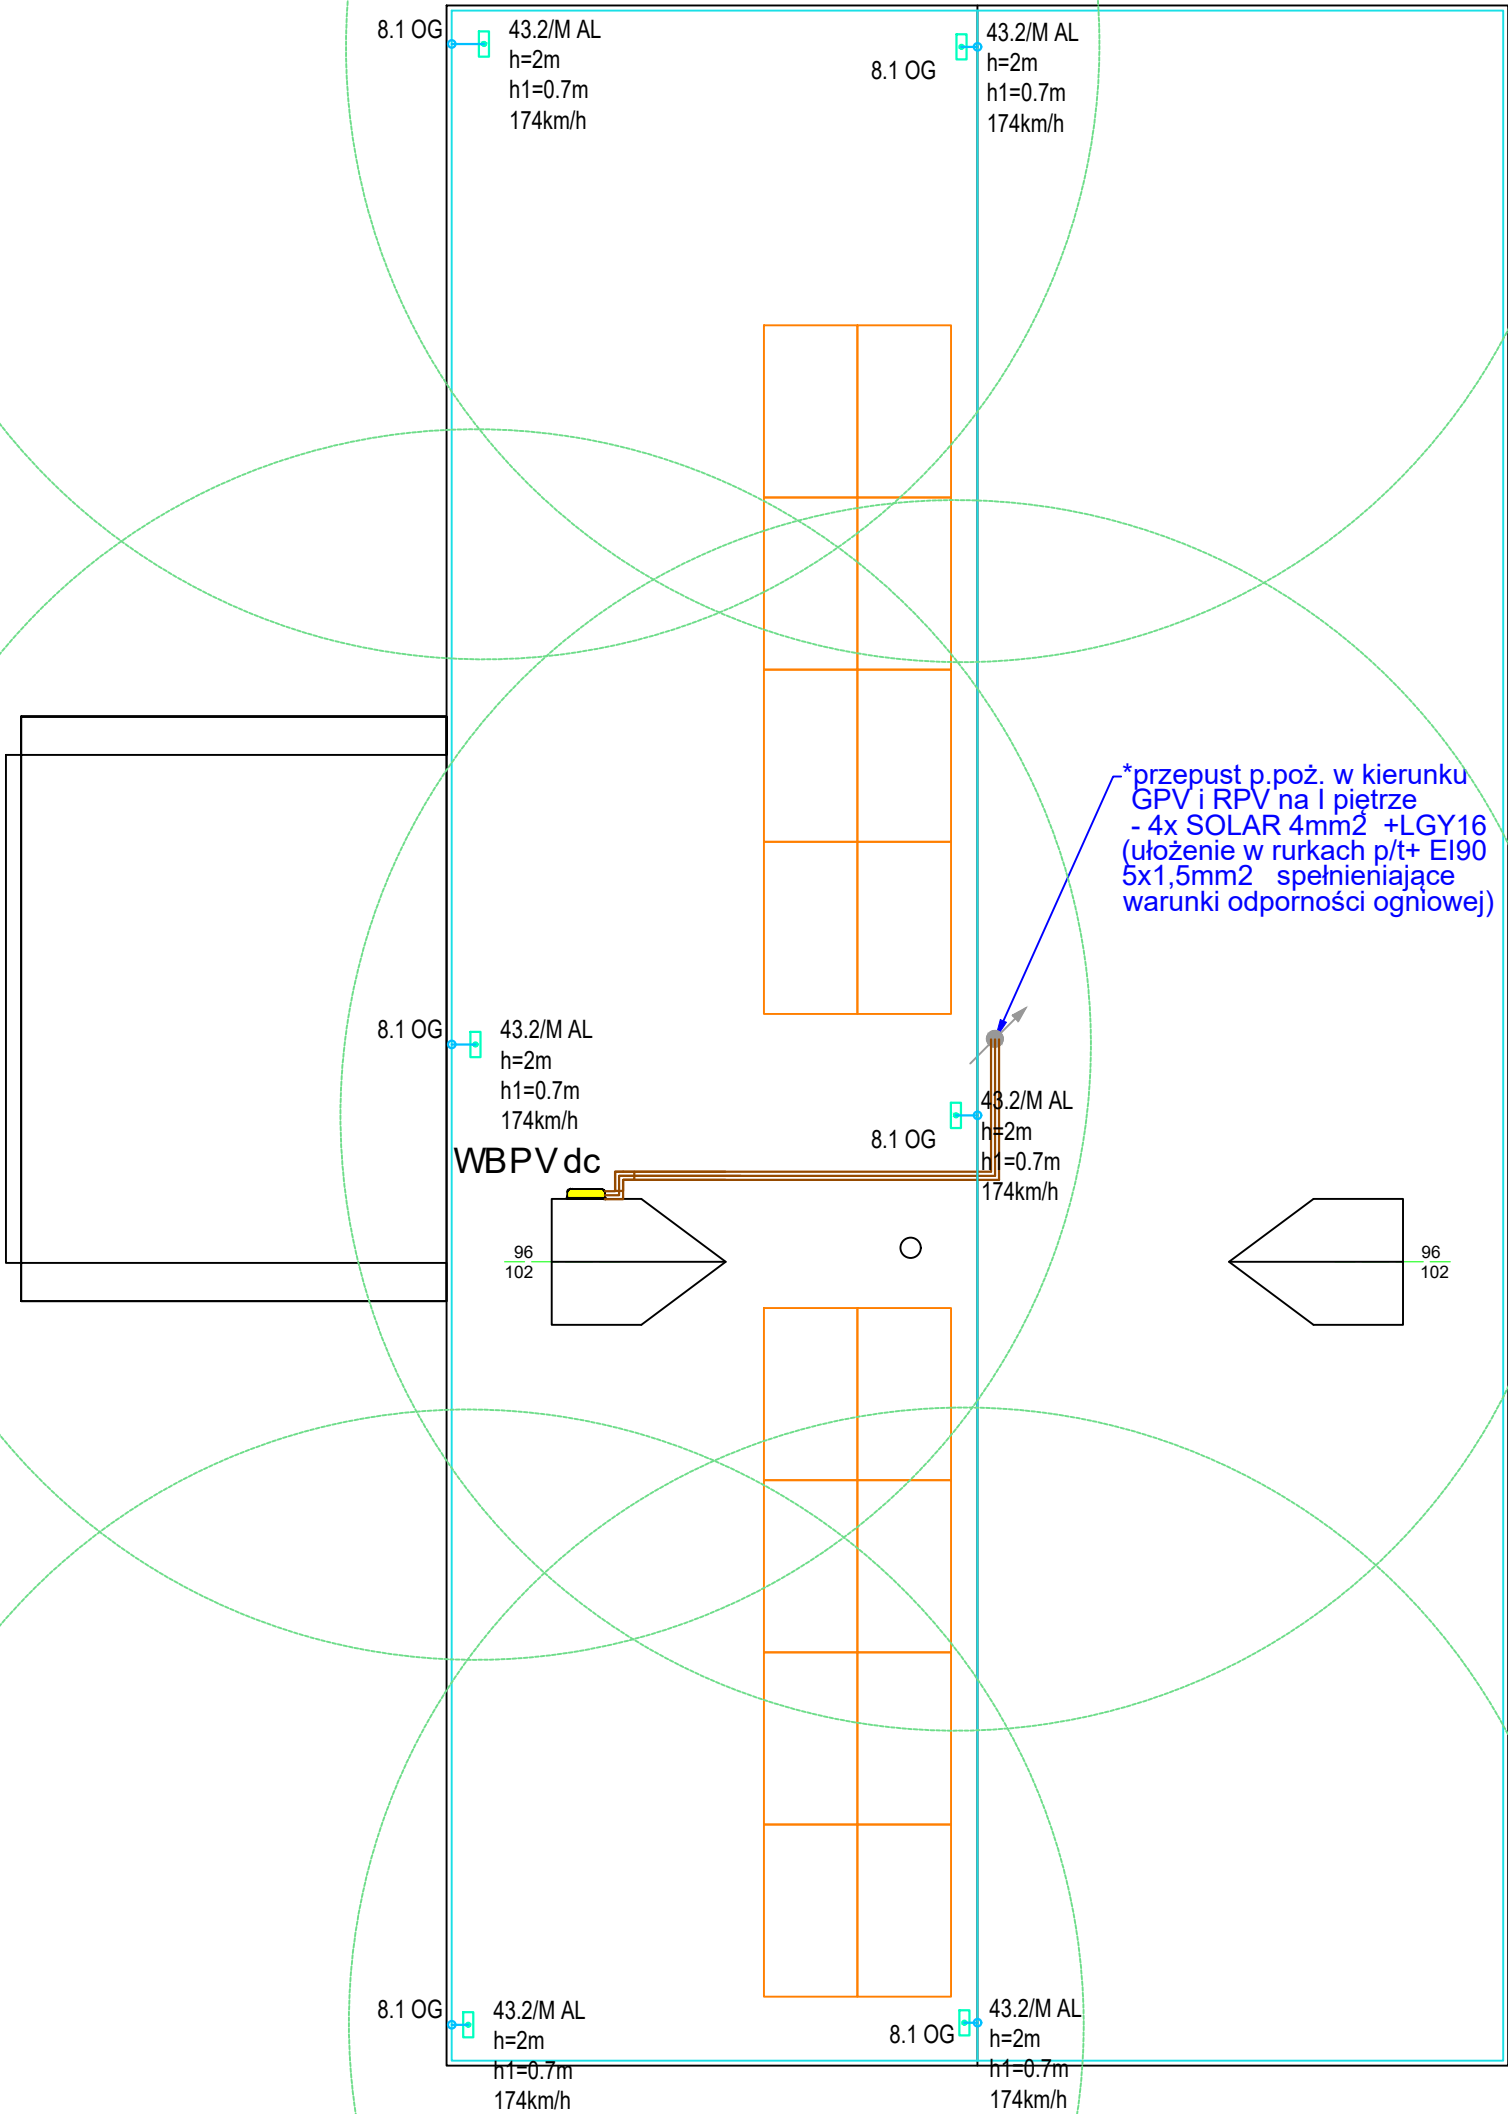 8.1 OG
43.2/M AL
h=2m
h1=0.7m
174km/h
8.1 OG
43.2/M AL
h=2m
h1=0.7m
174km/h
*przepust p.poż. w kierunku
GPV i RPV na I piętrze
- 4x SOLAR 4mm2 +LGY16
(ułożenie w rurkach p/t+ EI90
5x1,5mm2 spełnieniające
warunki odporności ogniowej)
8.1 OG
43.2/M AL
h=2m
h1=0.7m
174km/h
8.1 OG
43.2/M AL
h=2m
h1=0.7m
174km/h
WBPV dc
96
102
96
102
8.1 OG
43.2/M AL
h=2m
h1=0.7m
174km/h
8.1 OG
43.2/M AL
h=2m
h1=0.7m
174km/h